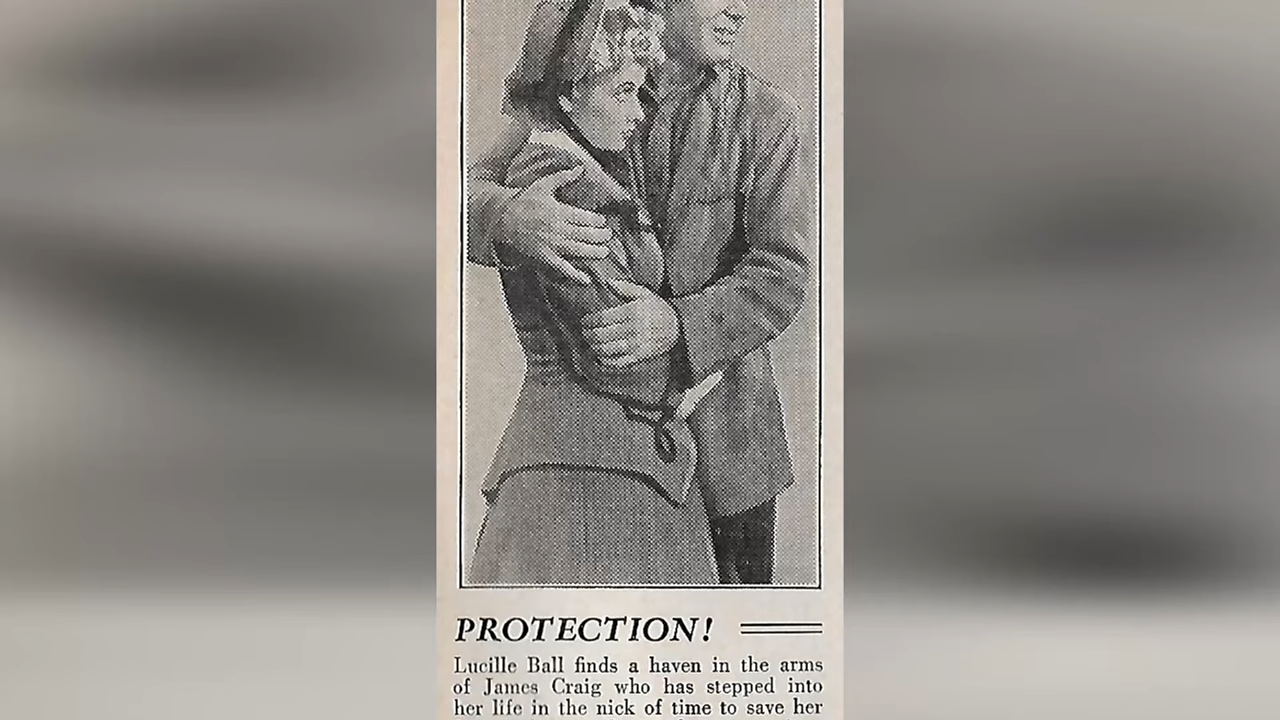 PROTECTION!
Lucille Ball finds a haven in the arms
of James Craig who has stepped into
her life in the nick of time to save her